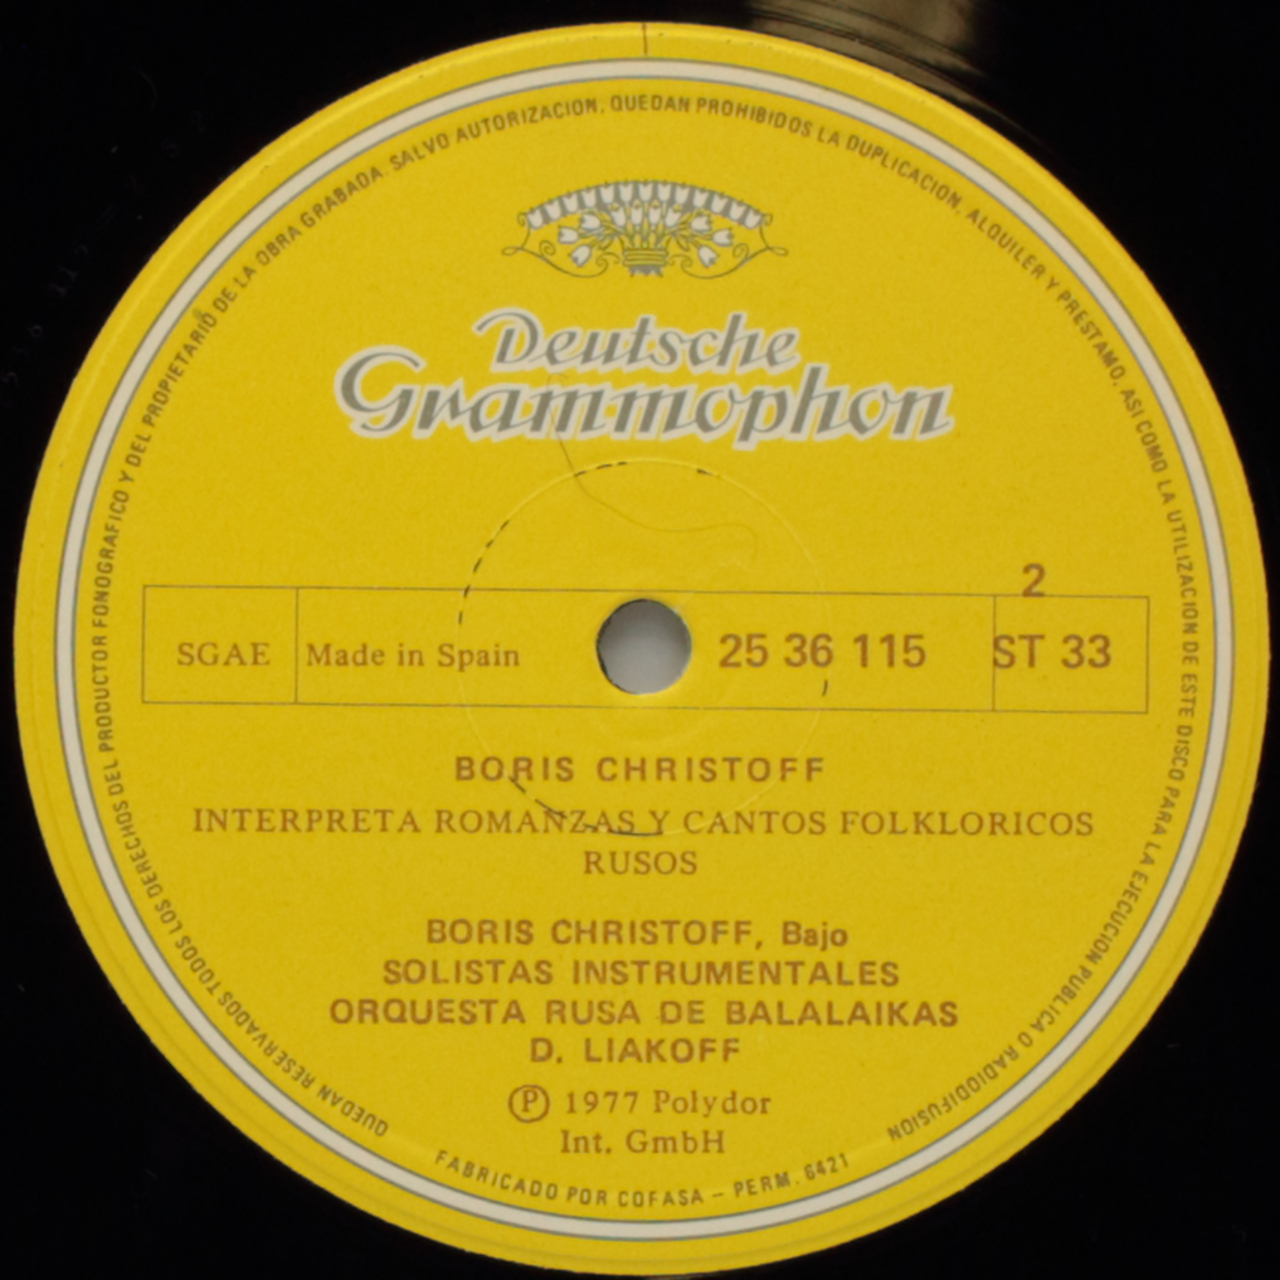 QUEDAN RESERVADOS TODOS LOS DERECHOS DEL PRODUCTOR FONOGRAFICO Y DEL PROPIETARIO DE LA OBRA GRABADA. SALVO AUTORIZACION, QUEDAN PROHIBIDOS LA DUPLICACION, ALQUILER Y PRESTAMO, ASI COMO LA UTILIZACION DE ESTE DISCO PARA LA EJECUCION PUBLICA O RADIODIFUSION
Deutsche
Grammophon
2
SGAE Made in Spain 25 36 115 ST 33
BORIS CHRISTOFF
INTERPRETA ROMANZAS Y CANTOS FOLKLORICOS
RUSOS
BORIS CHRISTOFF, Bajo
SOLISTAS INSTRUMENTALES
ORQUESTA RUSA DE BALALAIKAS
D. LIAKOFF
Ⓟ 1977 Polydor
Int. GmbH
FABRICADO POR COFASA – PERM. 6421